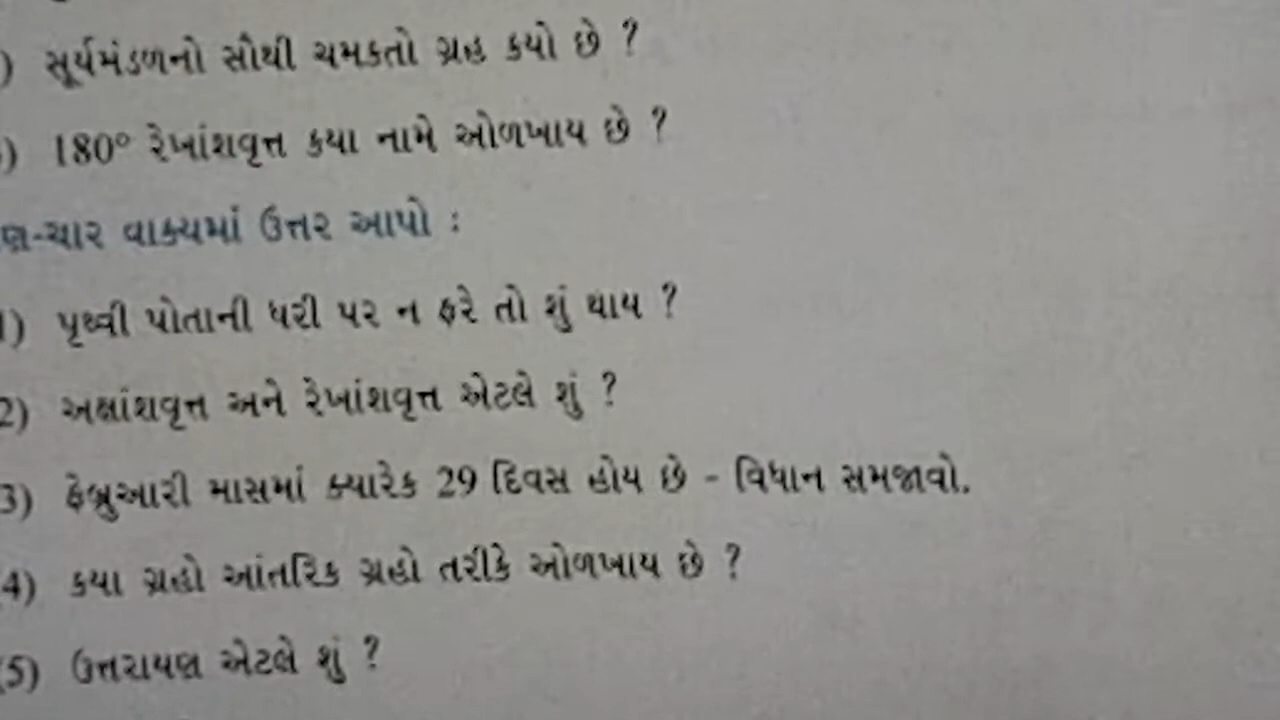 ) સૂર્યમંડળનો સૌથી ચમકતો ગ્રહ કયો છે ?
) 180° રેખાંશવૃત્ત કયા નામે ઓળખાય છે ?
ણ-ચાર વાક્યમાં ઉત્તર આપો :
1) પૃથ્વી પોતાની ધરી પર ન ફરે તો શું થાય ?
2) અક્ષાંશવૃત્ત અને રેખાંશવૃત્ત એટલે શું ?
3) ફેબ્રુઆરી માસમાં ક્યારેક 29 દિવસ હોય છે - વિધાન સમજાવો.
4) કયા ગ્રહો આંતરિક ગ્રહો તરીકે ઓળખાય છે ?
(5) ઉત્તરાયણ એટલે શું ?